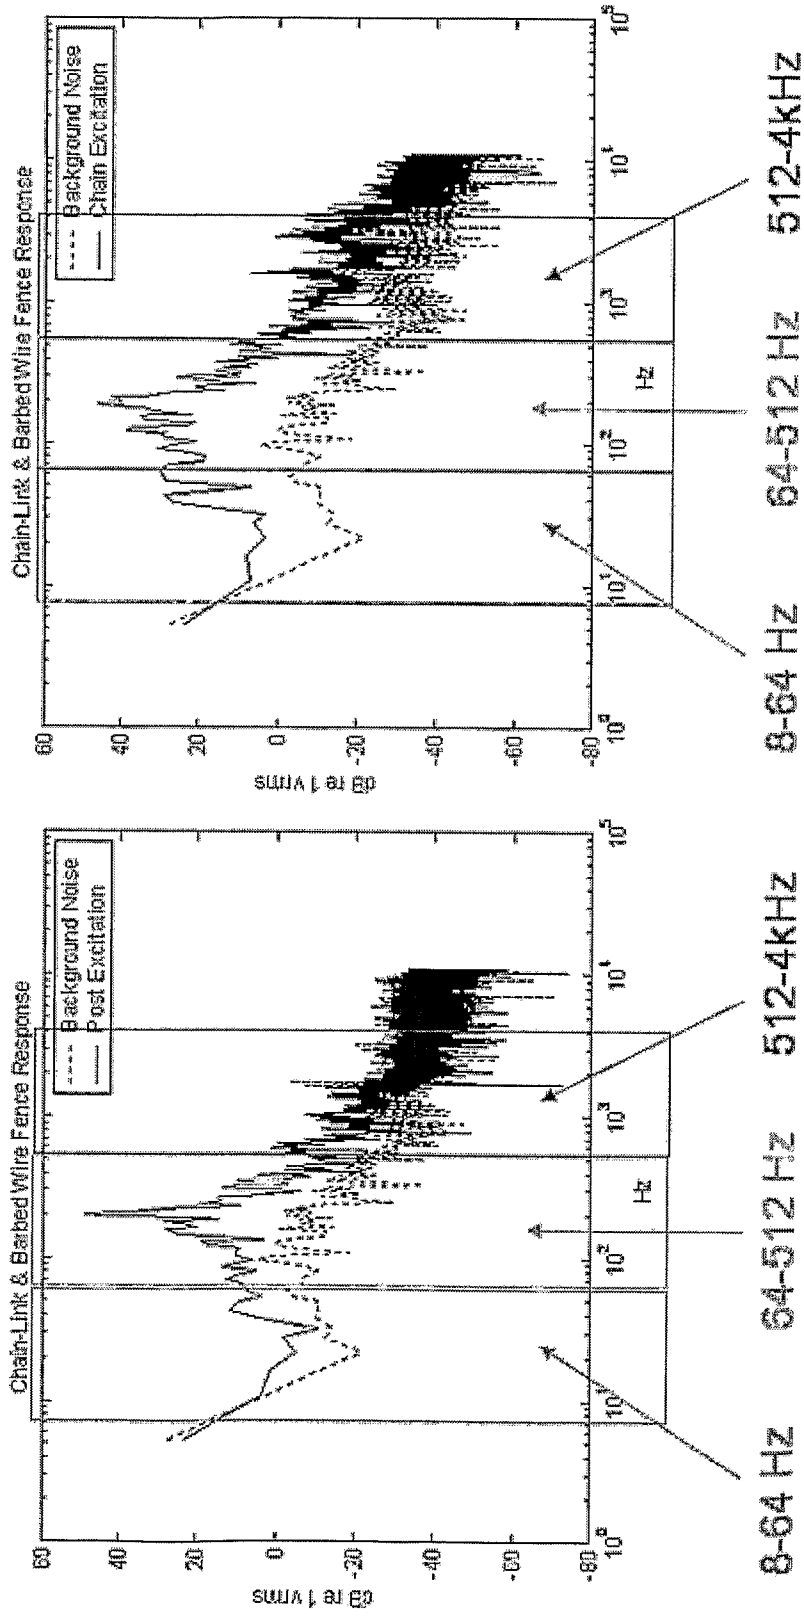 Chain-Link & Barbed Wire Fence Response
Background Noise
Post Excitation
60
40
20
0
-20
-40
-60
-80
dB re 1 vrms
10⁰
10¹
10²
10³
10⁴
10⁵
Hz
8-64 Hz
64-512 Hz
512-4kHz
Chain-Link & Barbed Wire Fence Response
Background Noise
Chain Excitation
60
40
20
0
-20
-40
-60
-80
dB re 1 vrms
10⁰
10¹
10²
10³
10⁴
10⁵
Hz
8-64 Hz
64-512 Hz
512-4kHz